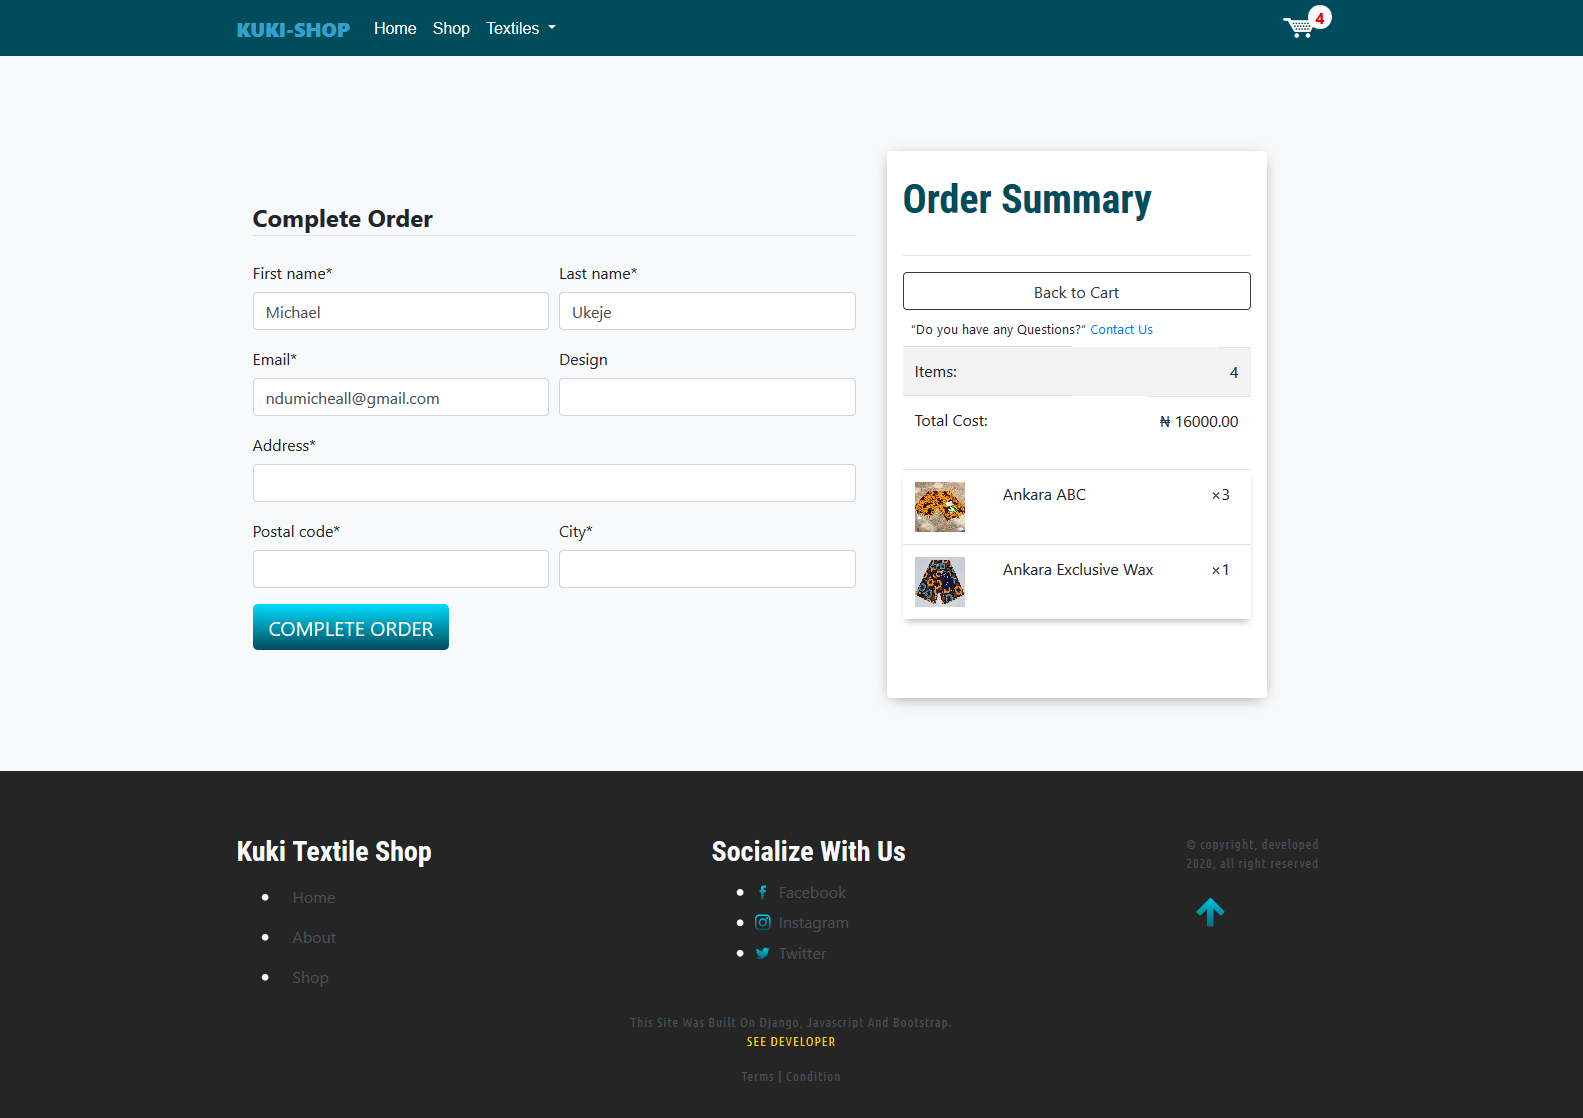 KUKI-SHOP Home Shop Textiles 4
Complete Order
First name* Last name*
Michael Ukeje
Email* Design
ndumicheall@gmail.com
Address*
Postal code* City*
COMPLETE ORDER
Order Summary
Back to Cart
“Do you have any Questions?” Contact Us
Items: 4
Total Cost: ₦ 16000.00
Ankara ABC ×3
Ankara Exclusive Wax ×1
Kuki Textile Shop
Home
About
Shop
Socialize With Us
Facebook
Instagram
Twitter
© copyright, developed
2020, all right reserved
This Site Was Built On Django, Javascript And Bootstrap.
SEE DEVELOPER
Terms | Condition